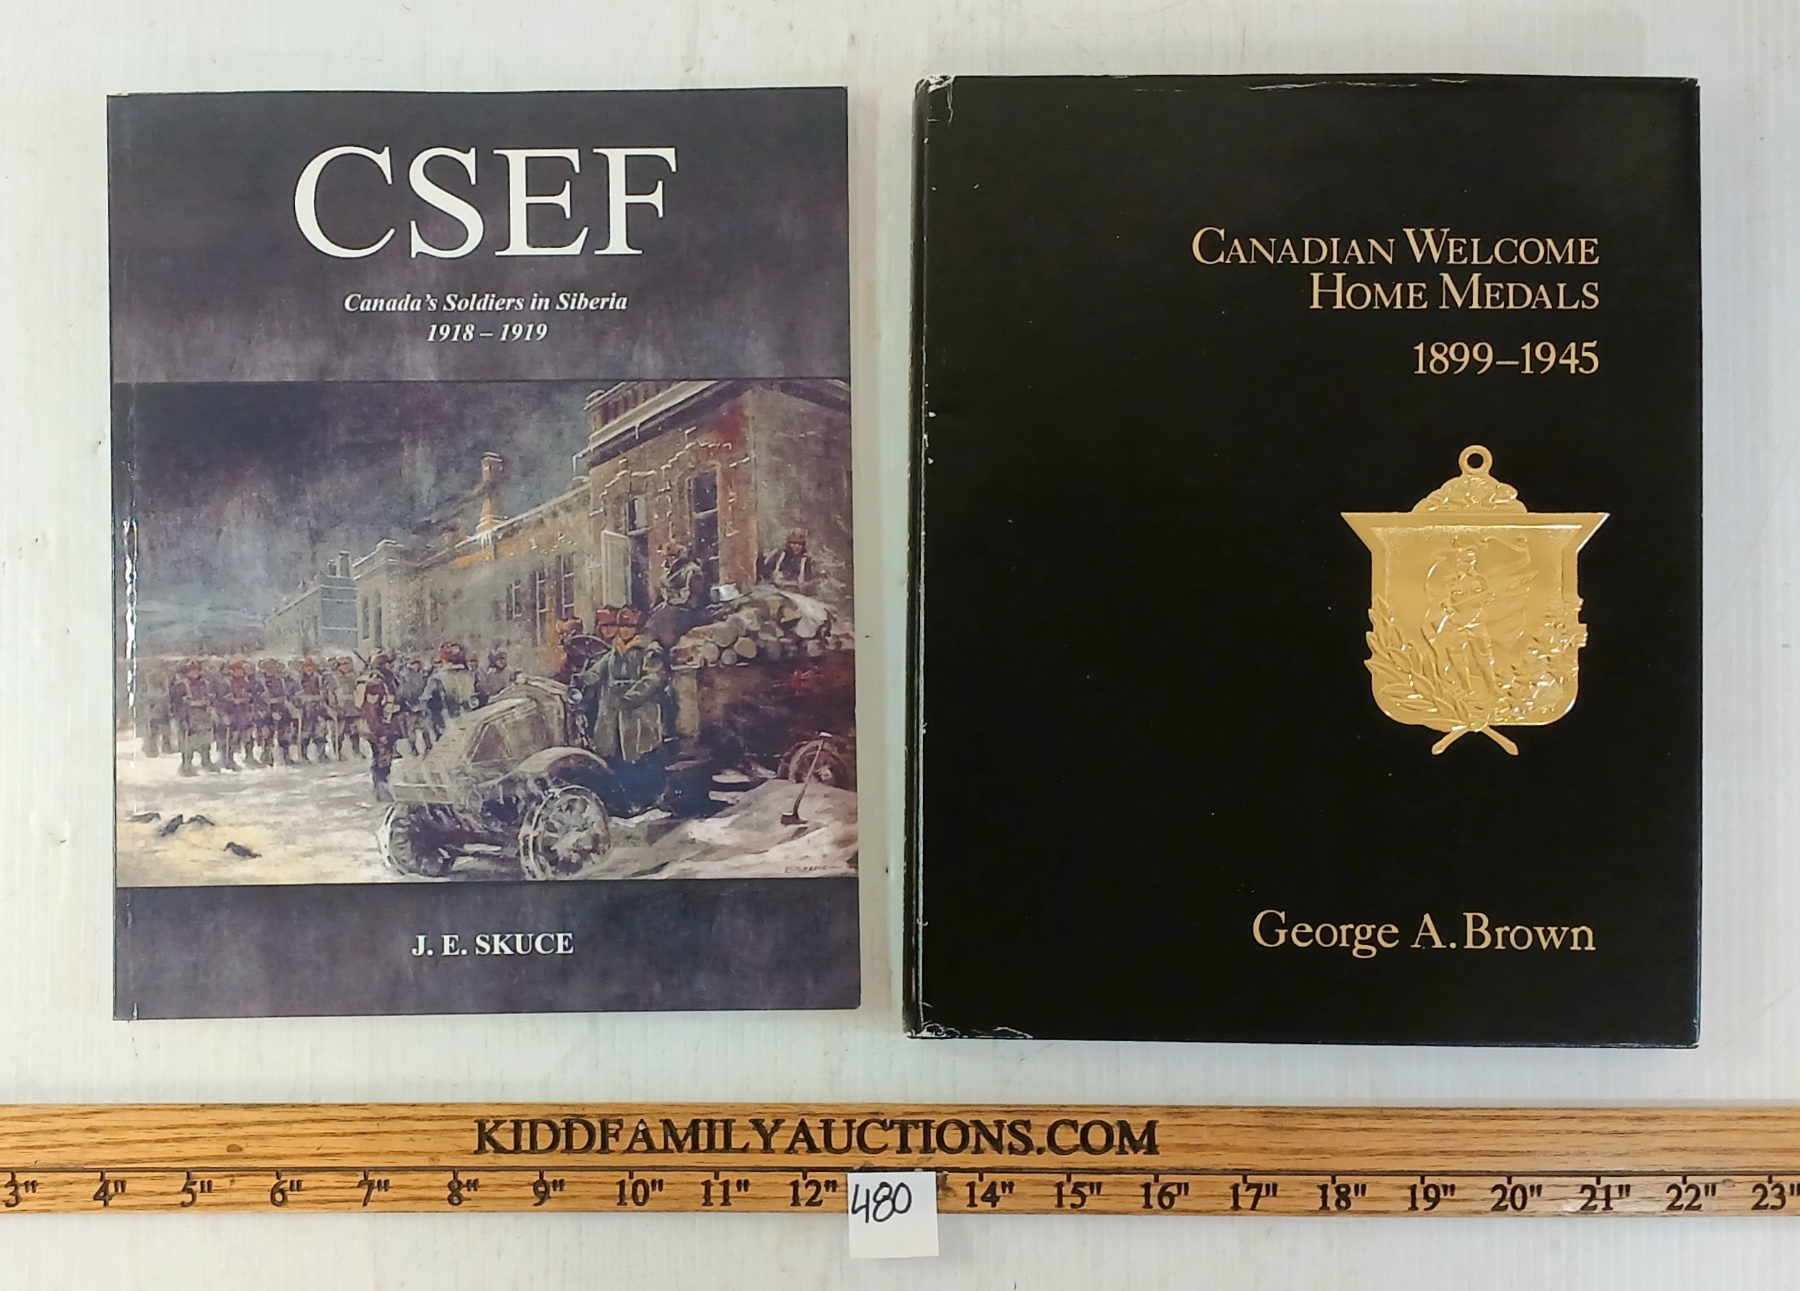 CSEF
Canada's Soldiers in Siberia
1918 – 1919
J. E. SKUCE
CANADIAN WELCOME
HOME MEDALS
1899–1945
George A. Brown
KIDDFAMILYAUCTIONS.COM
3" 4" 5" 6" 7" 8" 9" 10" 11" 12" 14" 15" 16" 17" 18" 19" 20" 21" 22" 23"
480